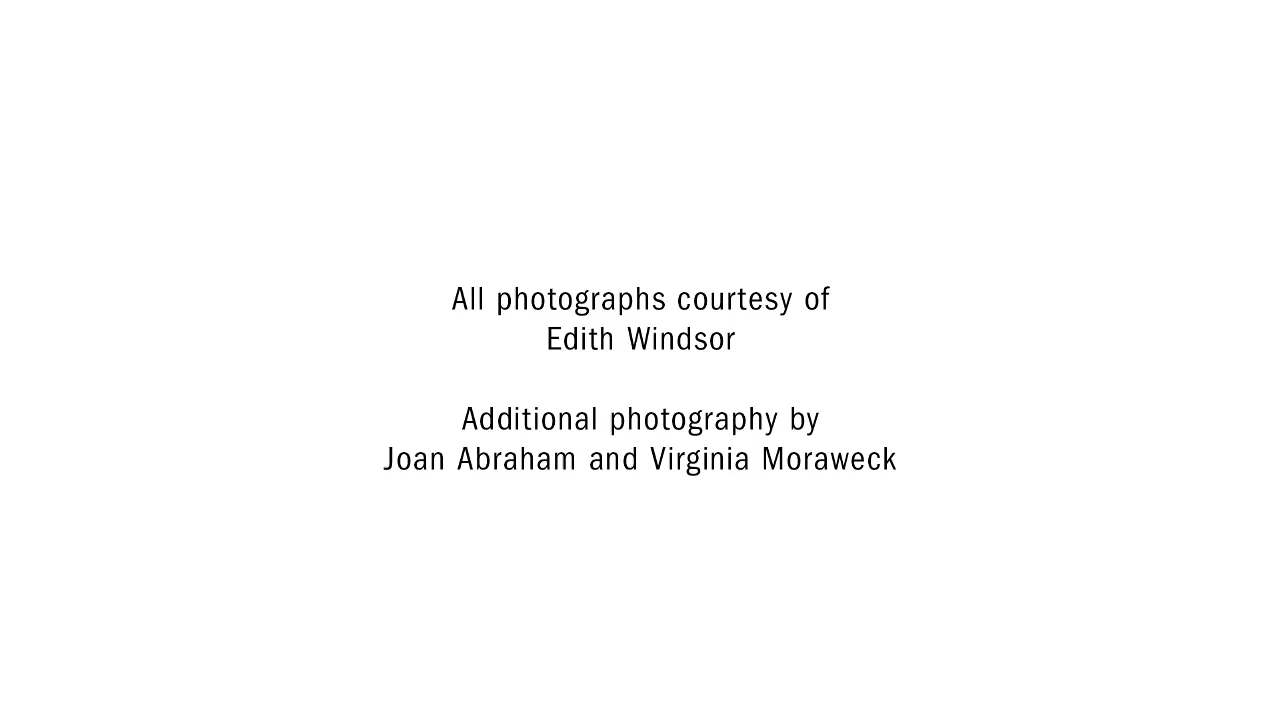 All photographs courtesy of
Edith Windsor
Additional photography by
Joan Abraham and Virginia Moraweck